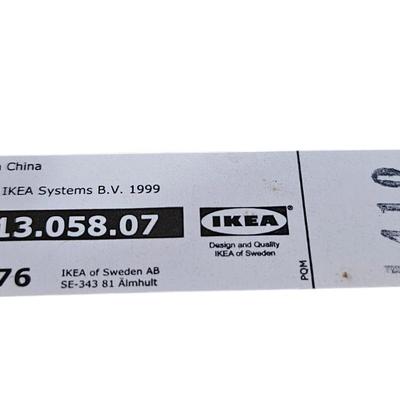 China
IKEA Systems B.V. 1999
13.058.07
IKEA
Design and Quality
IKEA of Sweden
76
IKEA of Sweden AB
SE-343 81 Älmhult
PQM